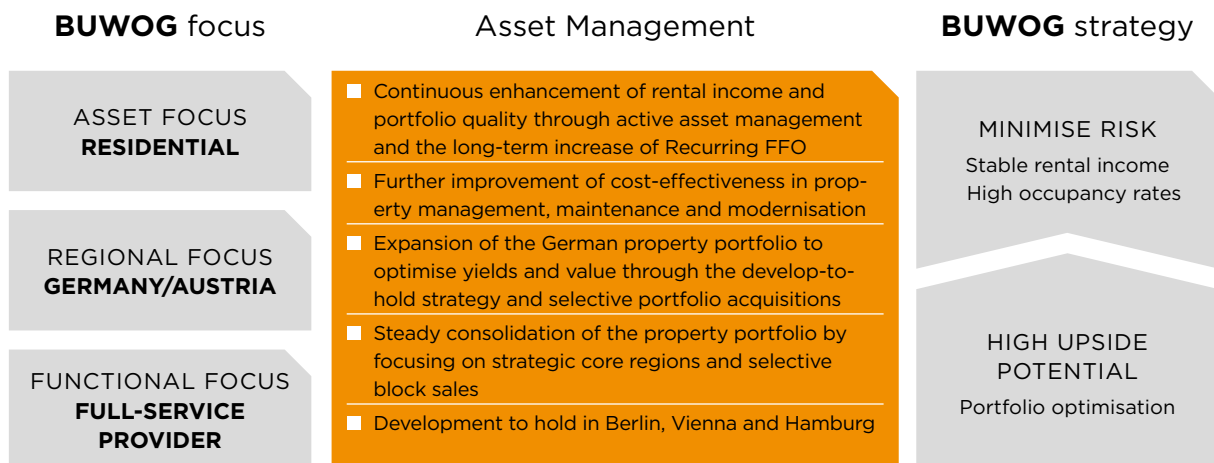 BUWOG focus
ASSET FOCUS
RESIDENTIAL
REGIONAL FOCUS
GERMANY/AUSTRIA
FUNCTIONAL FOCUS
FULL-SERVICE
PROVIDER
Asset Management
Continuous enhancement of rental income and
portfolio quality through active asset management
and the long-term increase of Recurring FFO
Further improvement of cost-effectiveness in prop-
erty management, maintenance and modernisation
Expansion of the German property portfolio to
optimise yields and value through the develop-to-
hold strategy and selective portfolio acquisitions
Steady consolidation of the property portfolio by
focusing on strategic core regions and selective
block sales
Development to hold in Berlin, Vienna and Hamburg
BUWOG strategy
MINIMISE RISK
Stable rental income
High occupancy rates
HIGH UPSIDE
POTENTIAL
Portfolio optimisation